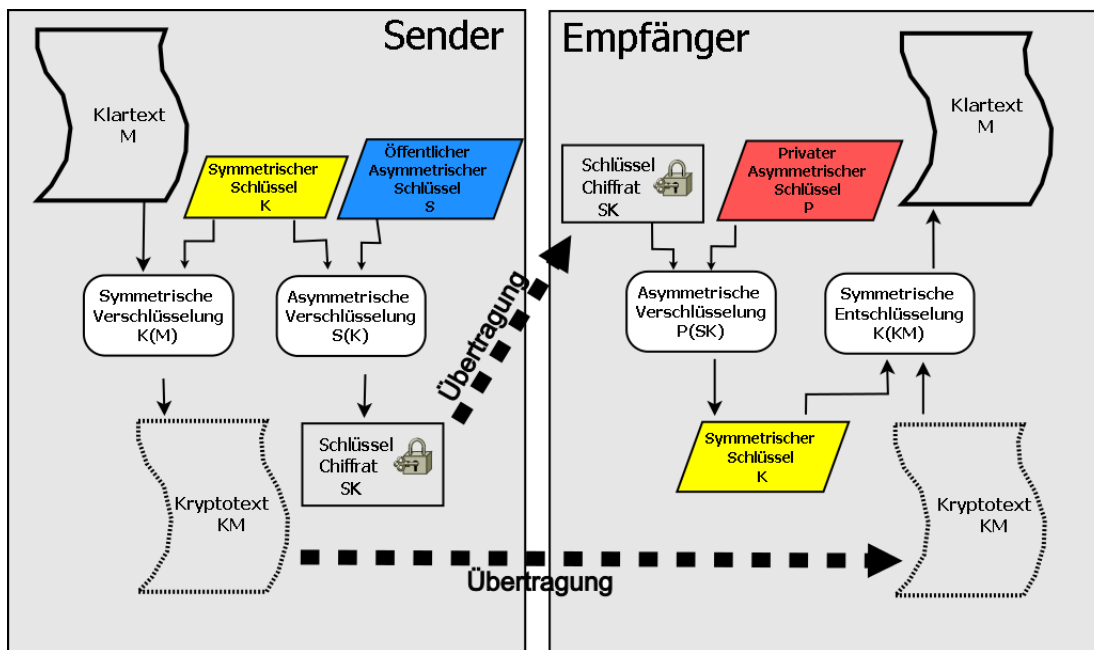 Sender
Klartext
M
Symmetrischer
Schlüssel
K
Öffentlicher
Asymmetrischer
Schlüssel
S
Symmetrische
Verschlüsselung
K(M)
Asymmetrische
Verschlüsselung
S(K)
Kryptotext
KM
Schlüssel
Chiffrat
SK
Übertragung
Übertragung
Empfänger
Schlüssel
Chiffrat
SK
Privater
Asymmetrischer
Schlüssel
P
Klartext
M
Asymmetrische
Verschlüsselung
P(SK)
Symmetrische
Entschlüsselung
K(KM)
Symmetrischer
Schlüssel
K
Kryptotext
KM